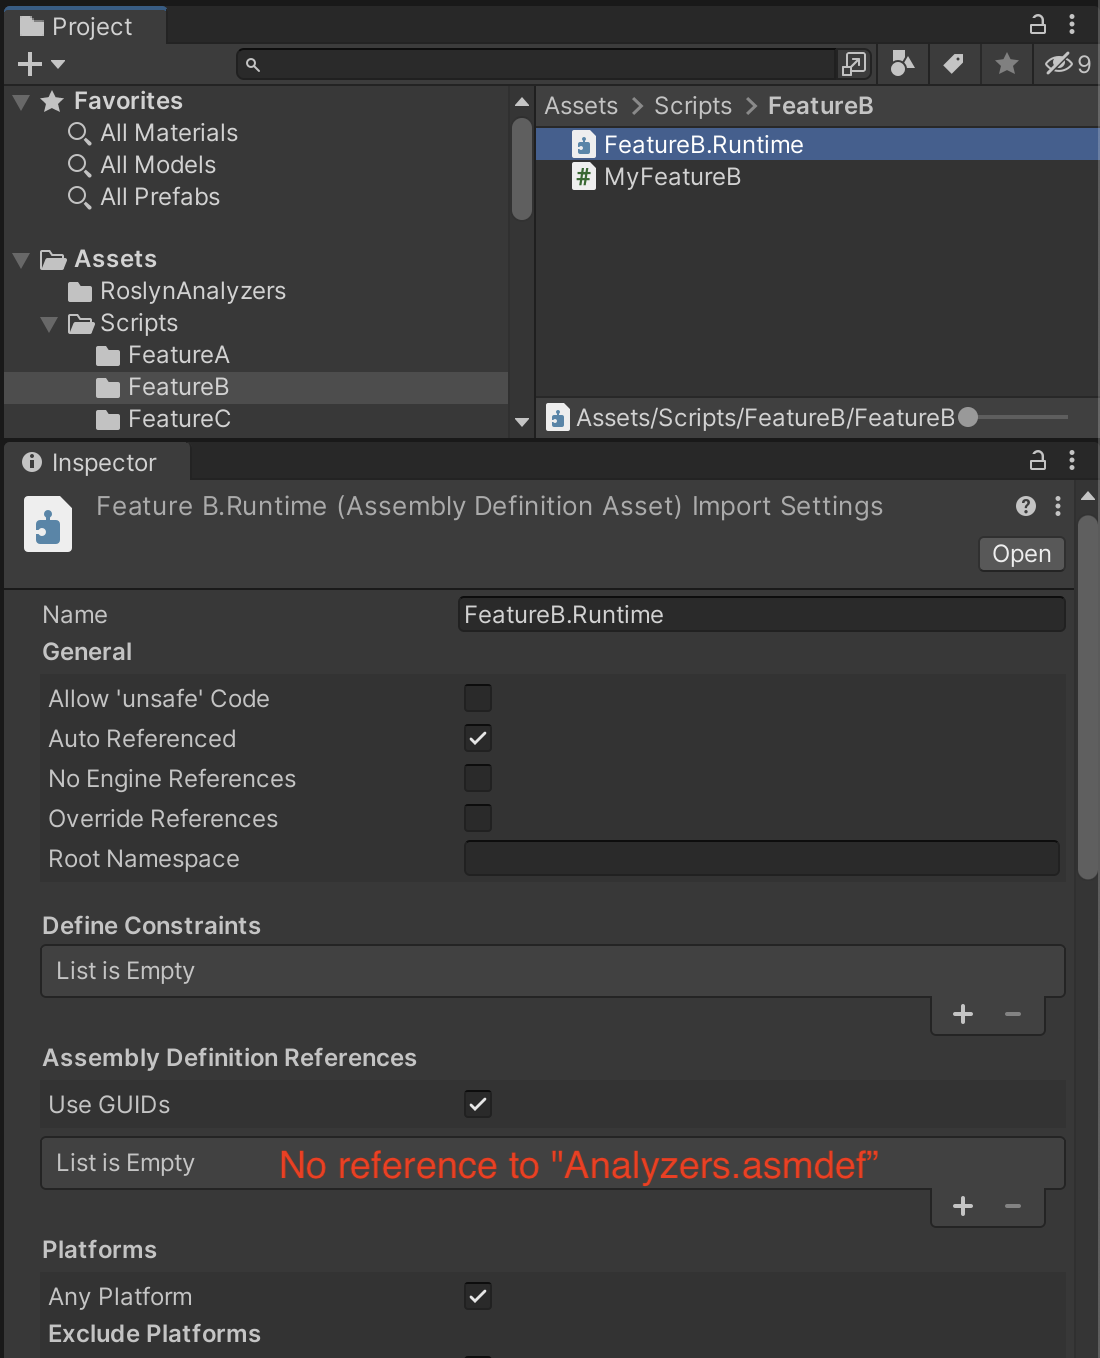 Project
9
Favorites
All Materials
All Models
All Prefabs
Assets
RoslynAnalyzers
Scripts
FeatureA
FeatureB
FeatureC
Assets > Scripts > FeatureB
FeatureB.Runtime
MyFeatureB
Assets/Scripts/FeatureB/FeatureB
Inspector
Feature B.Runtime (Assembly Definition Asset) Import Settings
Open
Name FeatureB.Runtime
General
Allow 'unsafe' Code
Auto Referenced
No Engine References
Override References
Root Namespace
Define Constraints
List is Empty
Assembly Definition References
Use GUIDs
List is Empty No reference to "Analyzers.asmdef”
Platforms
Any Platform
Exclude Platforms